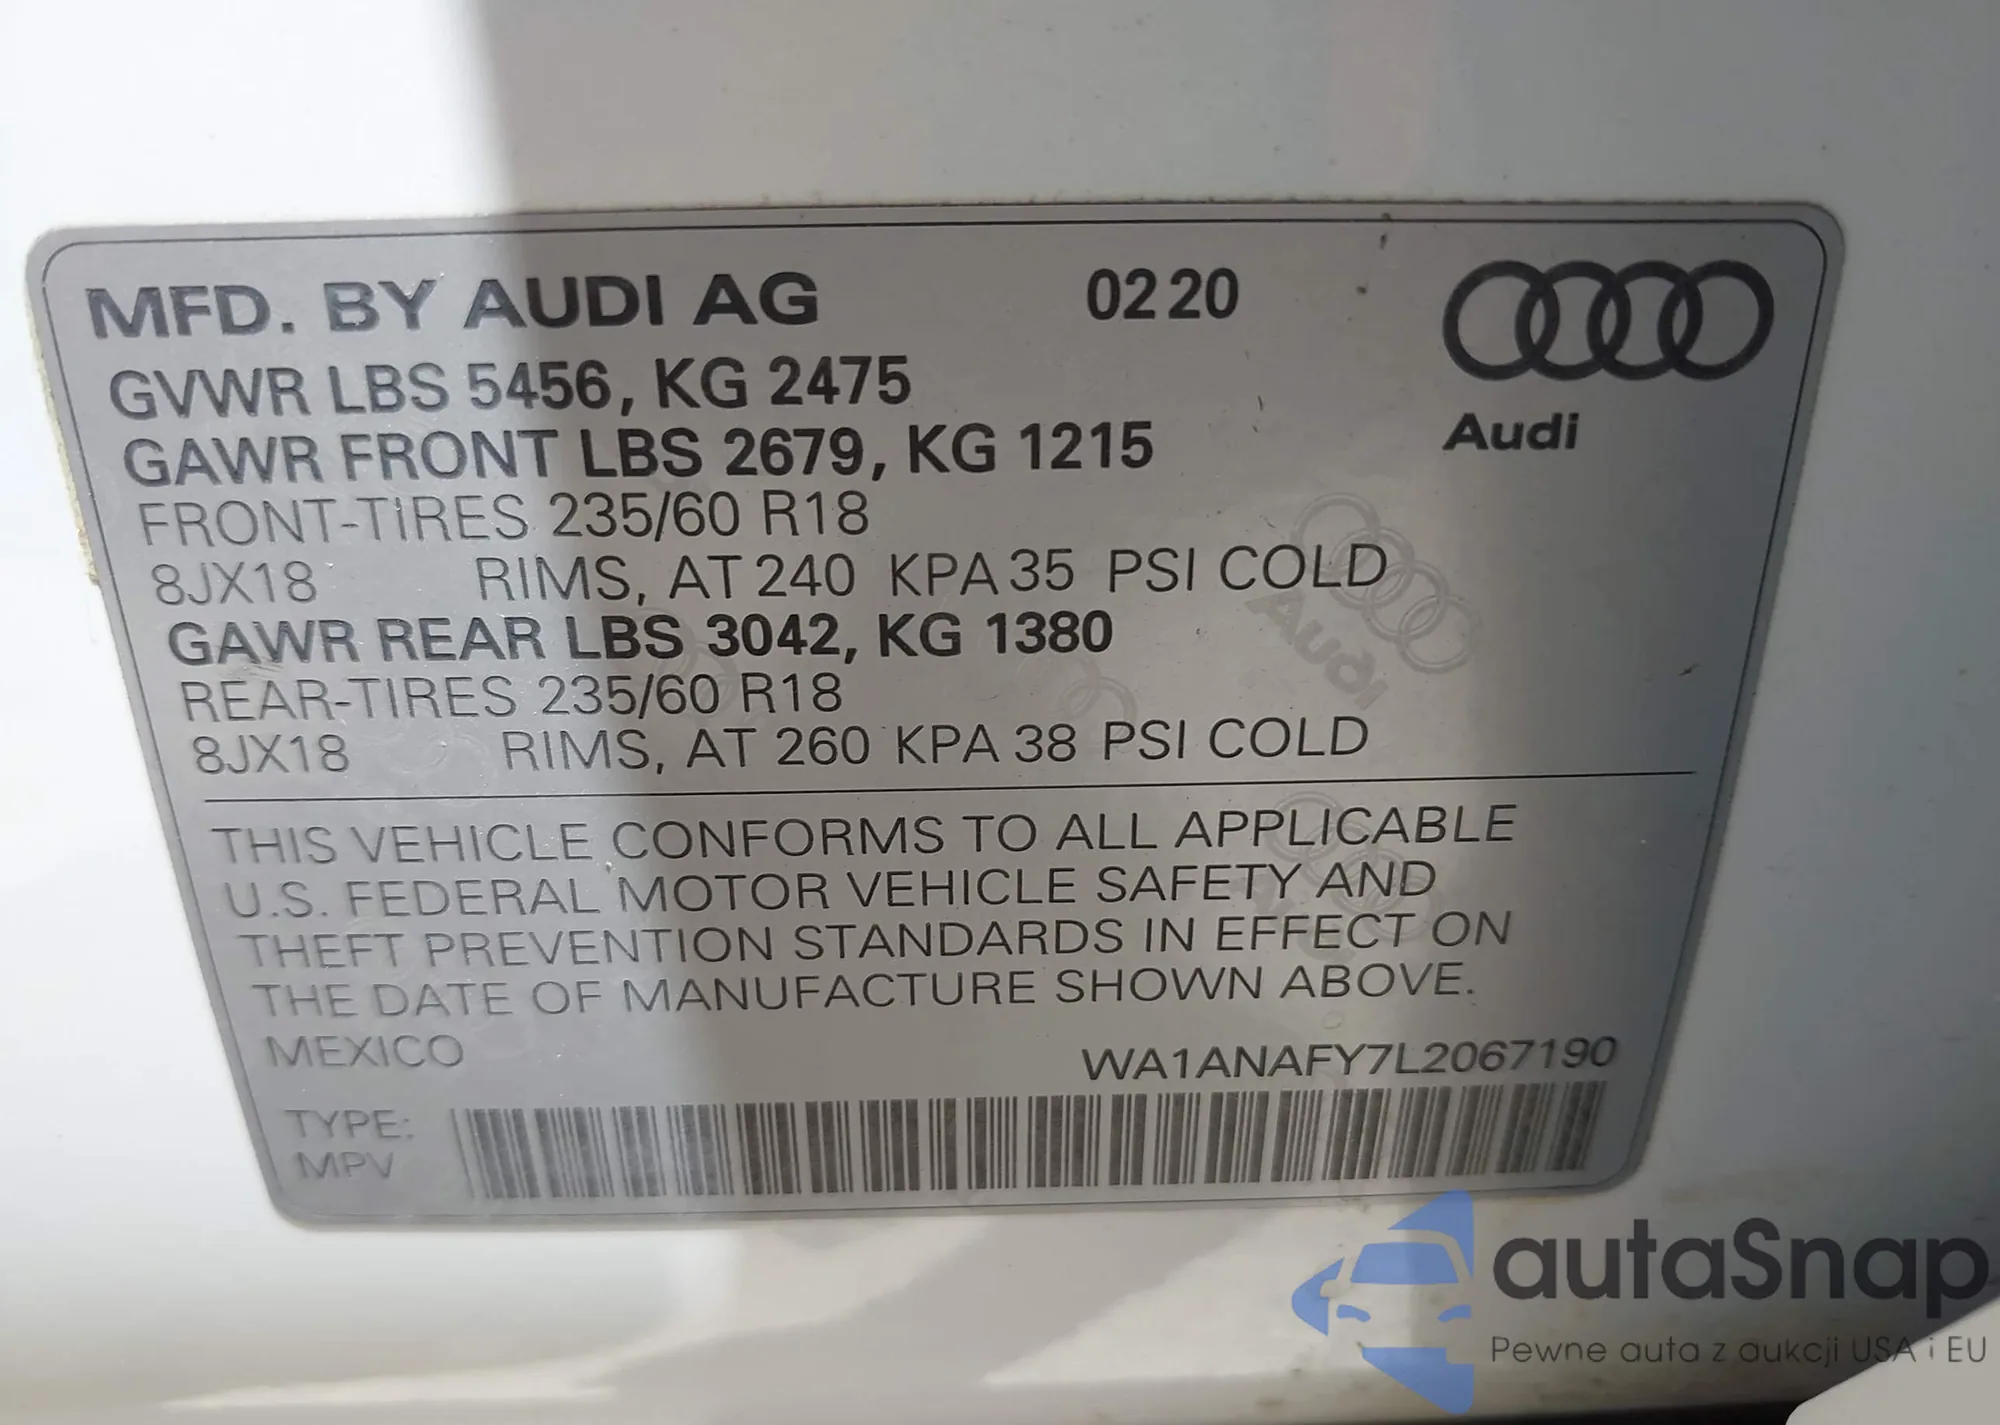 MFD. BY AUDI AG 0220
GVWR LBS 5456, KG 2475
GAWR FRONT LBS 2679, KG 1215
Audi
FRONT-TIRES 235/60 R18
8JX18 RIMS, AT 240 KPA 35 PSI COLD
GAWR REAR LBS 3042, KG 1380
Audi
REAR-TIRES 235/60 R18
8JX18 RIMS, AT 260 KPA 38 PSI COLD
THIS VEHICLE CONFORMS TO ALL APPLICABLE
U.S. FEDERAL MOTOR VEHICLE SAFETY AND
THEFT PREVENTION STANDARDS IN EFFECT ON
THE DATE OF MANUFACTURE SHOWN ABOVE.
MEXICO WA1ANAFY7L2067190
TYPE:
MPV
autaSnap
Pewne auta z aukcji USA i EU